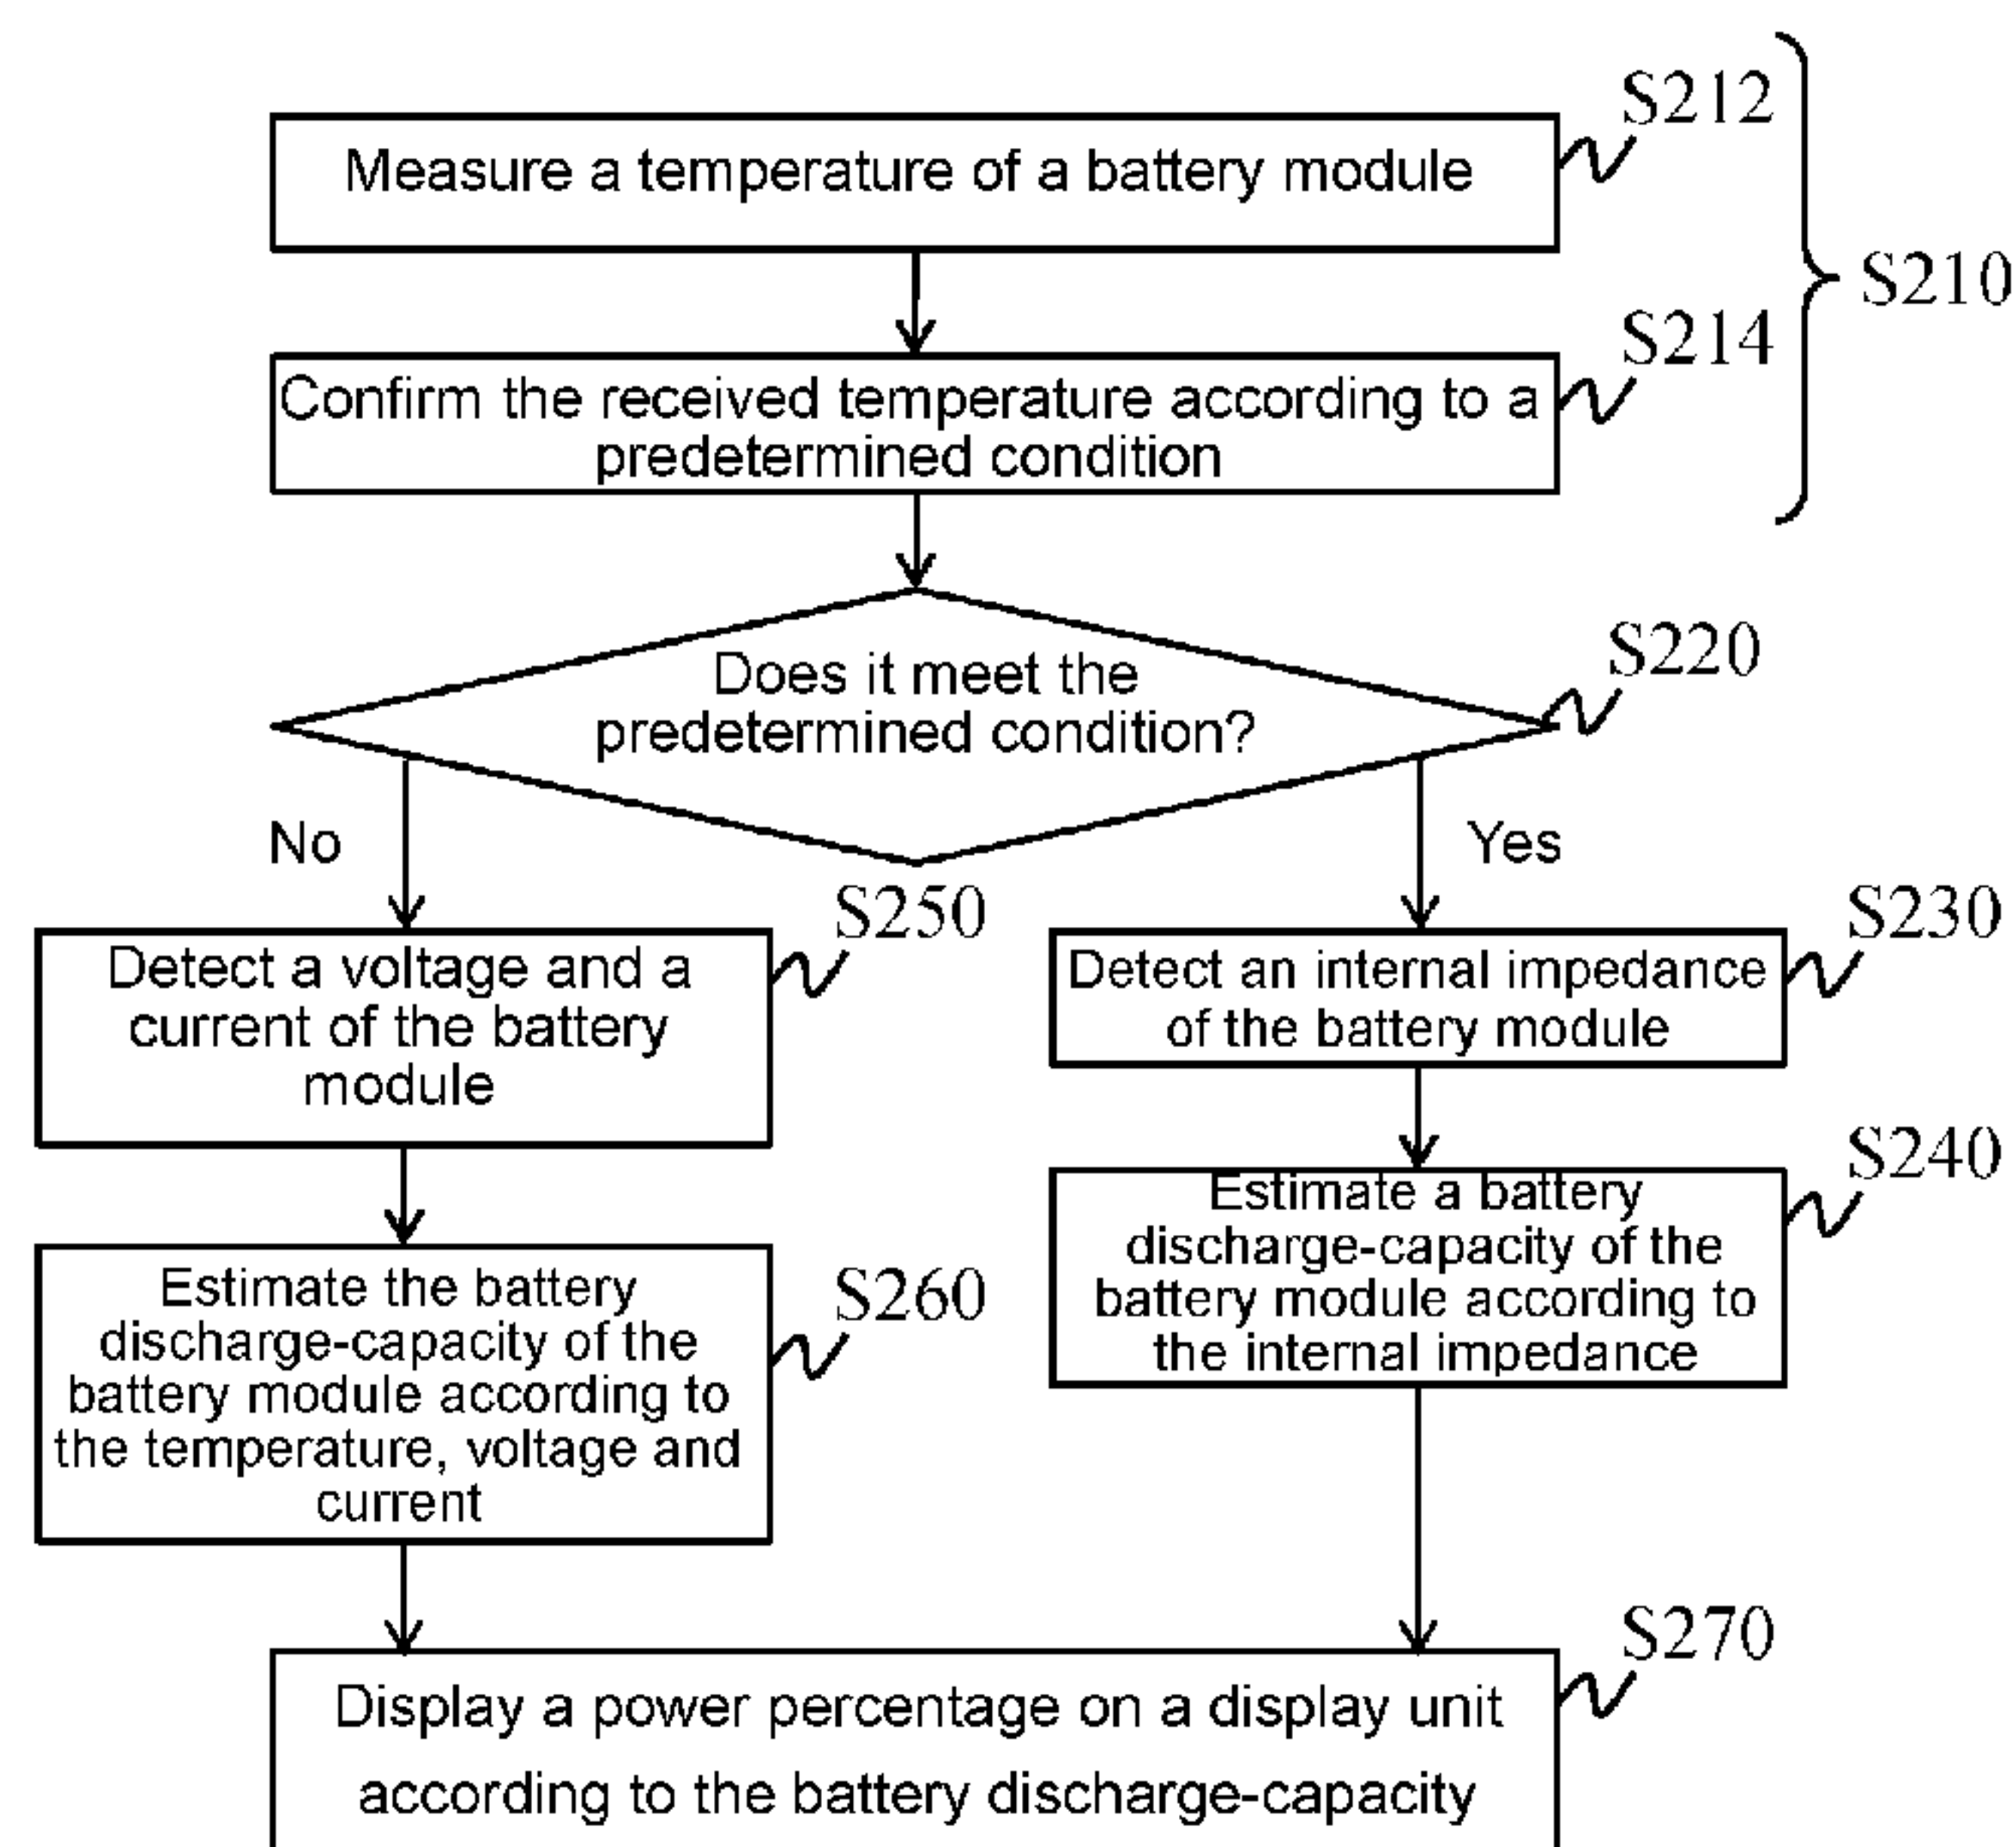 S212
Measure a temperature of a battery module
S210
S214
Confirm the received temperature according to a
predetermined condition
S220
Does it meet the
predetermined condition?
No
Yes
S250
Detect a voltage and a
current of the battery
module
S230
Detect an internal impedance
of the battery module
S240
Estimate a battery
discharge-capacity of the
battery module according to
the internal impedance
S260
Estimate the battery
discharge-capacity of the
battery module according to
the temperature, voltage and
current
S270
Display a power percentage on a display unit
according to the battery discharge-capacity